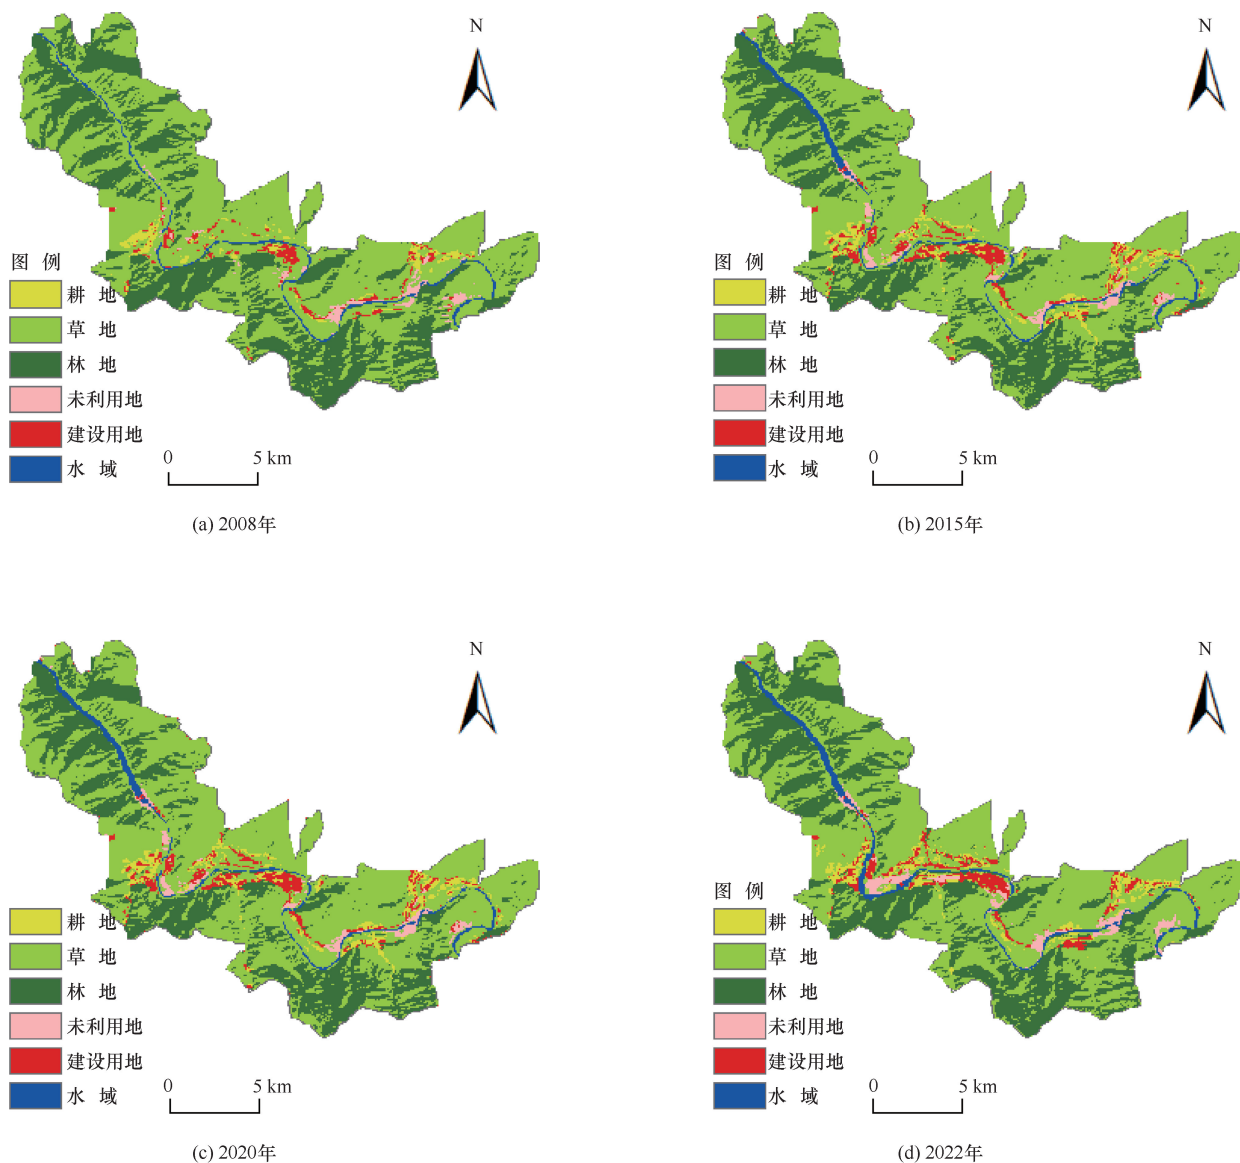 N
图 例
耕 地
草 地
林 地
未利用地
建设用地
水 域
0 5 km
(a) 2008年
N
图 例
耕 地
草 地
林 地
未利用地
建设用地
水 域
0 5 km
(b) 2015年
N
耕 地
草 地
林 地
未利用地
建设用地
水 域
0 5 km
(c) 2020年
N
图 例
耕 地
草 地
林 地
未利用地
建设用地
水 域
0 5 km
(d) 2022年